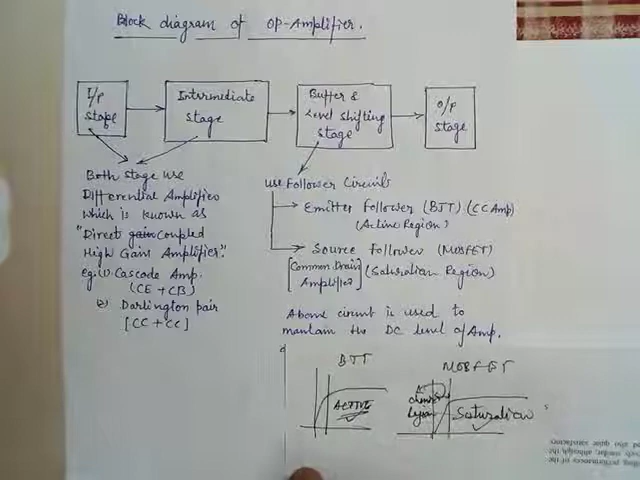 Block diagram of OP-Amplifier.
I/P
stage
Intermediate
stage
Buffer &
Level shifting
stage
O/P
stage
Both stage use
Differential Amplifier
which is known as
"Direct Coupled
High Gain Amplifier".
eg. (1) Cascade Amp.
(CE + CB)
Darlington pair
[CC + CC]
use Follower Circuits
Emitter Follower (BJT) (CC Amp)
(Active Region)
Source Follower (MOSFET)
[Common Drain
Amplifier] (Saturation Region)
Above circuit is used to
maintain the DC level of Amp.
BJT
ACTIVE
MOSFET
Saturation